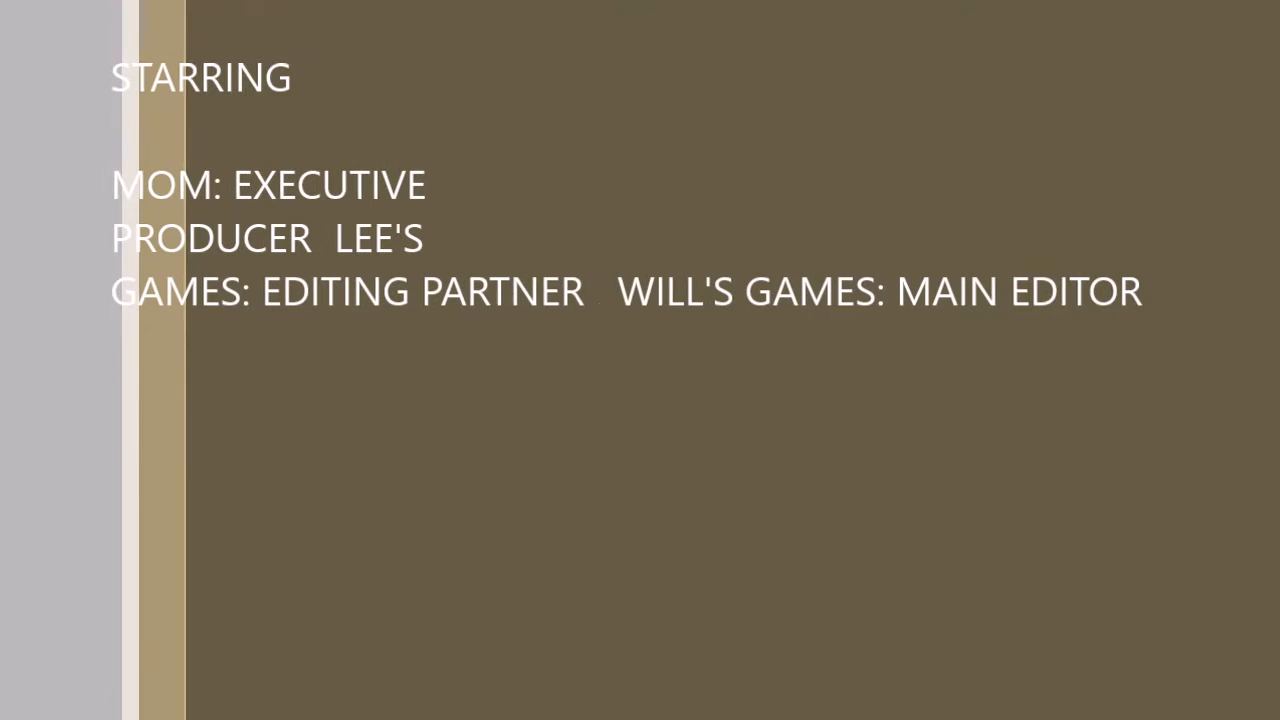 STARRING
MOM: EXECUTIVE
PRODUCER LEE'S
GAMES: EDITING PARTNER WILL'S GAMES: MAIN EDITOR